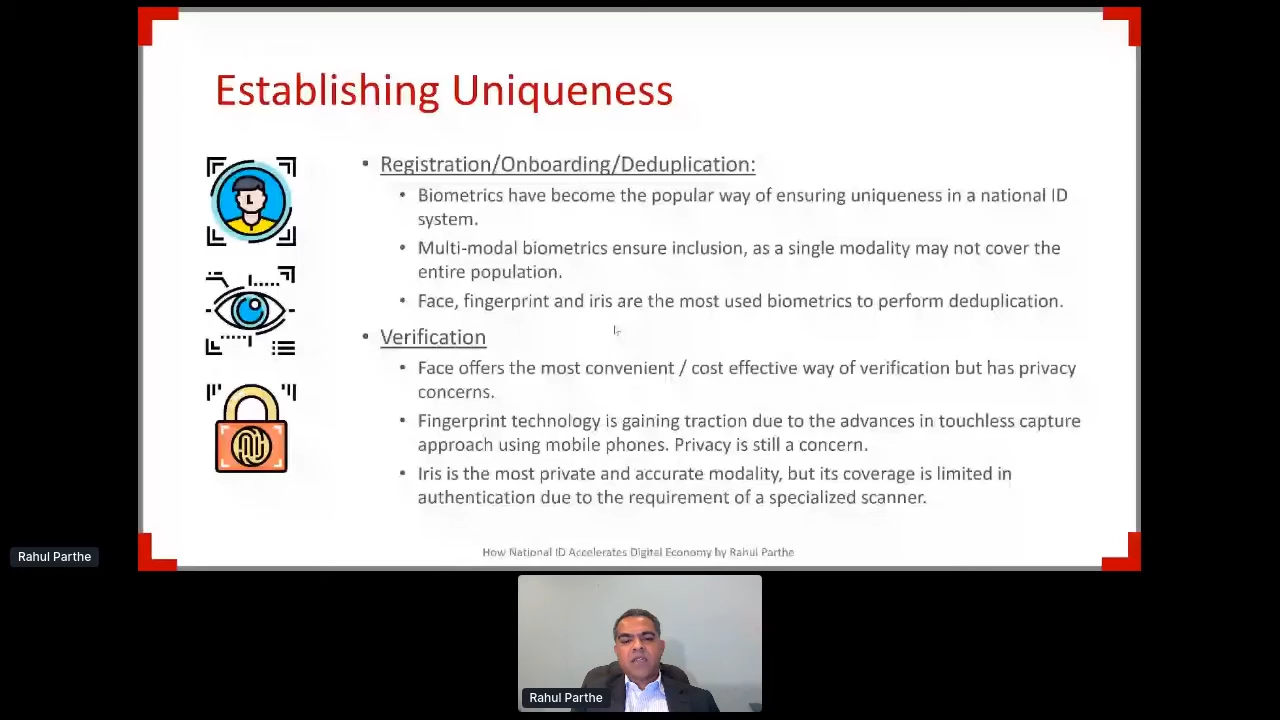 Establishing Uniqueness
• Registration/Onboarding/Deduplication:
• Biometrics have become the popular way of ensuring uniqueness in a national ID
system.
• Multi-modal biometrics ensure inclusion, as a single modality may not cover the
entire population.
• Face, fingerprint and iris are the most used biometrics to perform deduplication.
• Verification
• Face offers the most convenient / cost effective way of verification but has privacy
concerns.
• Fingerprint technology is gaining traction due to the advances in touchless capture
approach using mobile phones. Privacy is still a concern.
• Iris is the most private and accurate modality, but its coverage is limited in
authentication due to the requirement of a specialized scanner.
How National ID Accelerates Digital Economy by Rahul Parthe
Rahul Parthe
Rahul Parthe